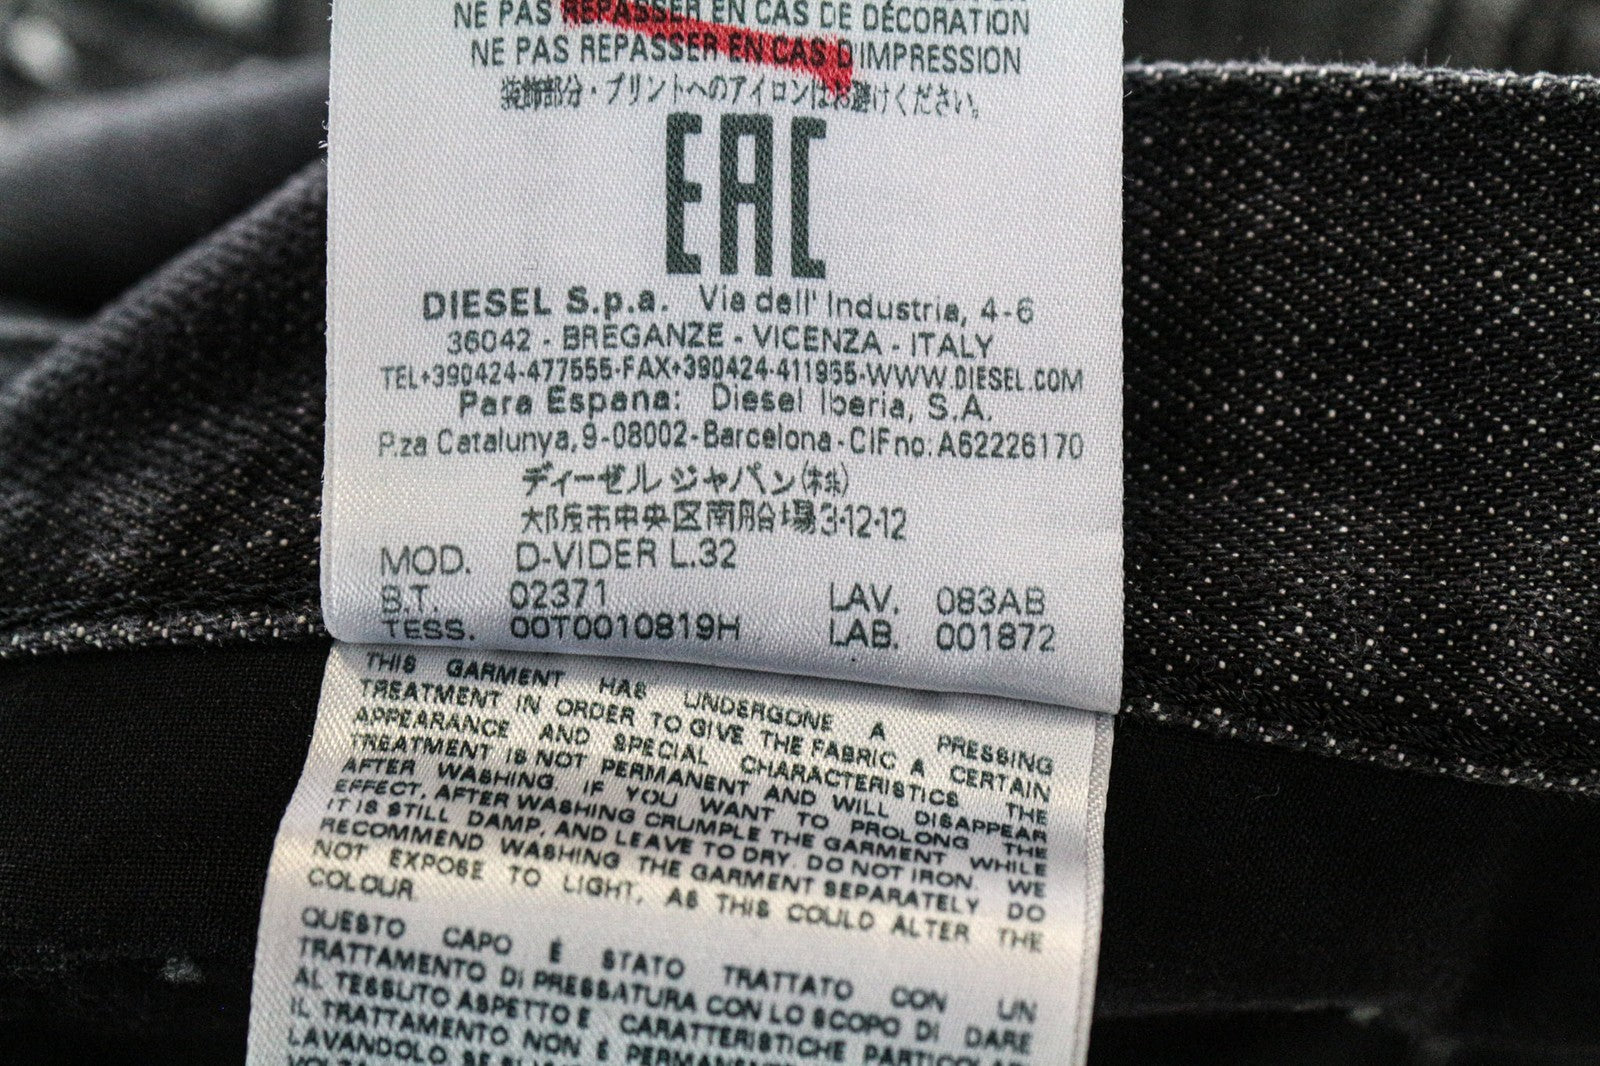 NE PAS REPASSER EN CAS DE DÉCORATION
NE PAS REPASSER EN CAS D'IMPRESSION
装飾部分・プリントへのアイロンはお避けください。
EAC
DIESEL S.p.a. Via dell' Industria, 4-6
36042 - BREGANZE - VICENZA - ITALY
TEL+390424-477555-FAX+390424-411955-WWW.DIESEL.COM
Para Espana: Diesel Iberia, S.A.
P.za Catalunya, 9-08002-Barcelona-CIF no: A62226170
ディーゼル ジャパン(株)
大阪市中央区南船場3-12-12
MOD. D-VIDER L.32
S.T. 02371 LAV. 083AB
TESS. 00T0010819H LAB. 001872
THIS GARMENT HAS UNDERGONE A PRESSING
TREATMENT IN ORDER TO GIVE THE FABRIC A CERTAIN
APPEARANCE AND SPECIAL CHARACTERISTICS THE
TREATMENT IS NOT PERMANENT AND WILL DISAPPEAR
AFTER WASHING. IF YOU WANT TO PROLONG THE
EFFECT, AFTER WASHING CRUMPLE THE GARMENT WHILE
IT IS STILL DAMP, AND LEAVE TO DRY. DO NOT IRON. WE
RECOMMEND WASHING THE GARMENT SEPARATELY DO
NOT EXPOSE TO LIGHT, AS THIS COULD ALTER THE
COLOUR.
QUESTO CAPO É STATO TRATTATO CON UN
TRATTAMENTO DI PRESSATURA CON LO SCOPO DI DARE
AL TESSUTO ASPETTO E CARATTERISTICHE PARTICOLARI
IL TRATTAMENTO NON É PERMANENTE
LAVANDOLO SE